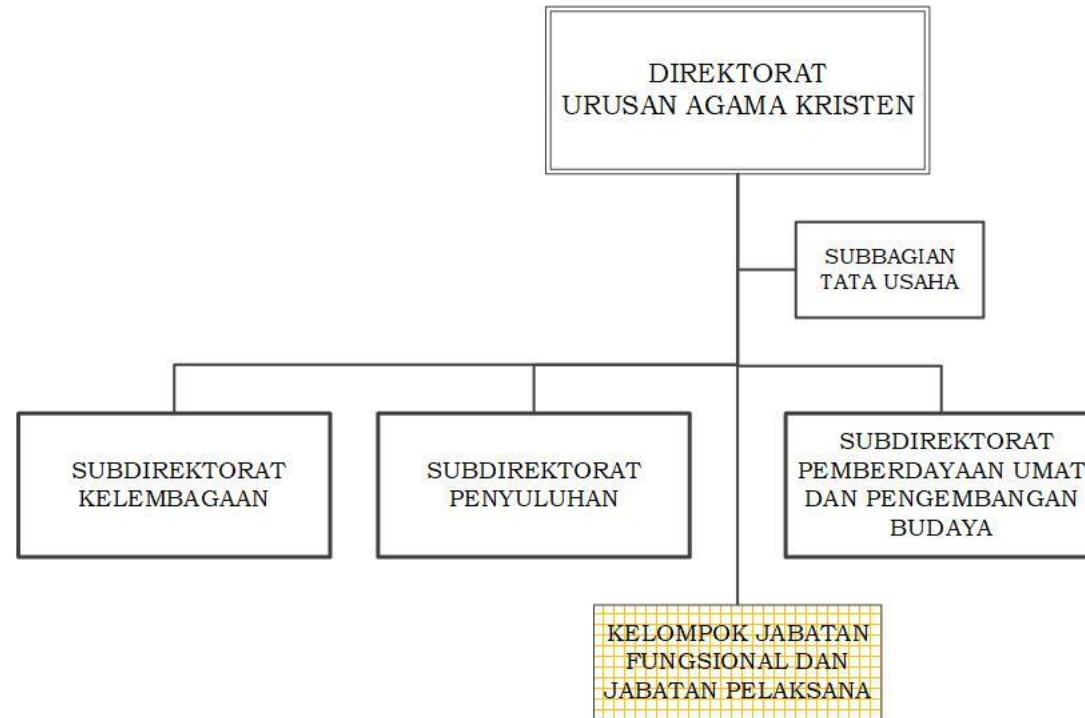 DIREKTORAT
URUSAN AGAMA KRISTEN
SUBBAGIAN
TATA USAHA
SUBDIREKTORAT
KELEMBAGAAN
SUBDIREKTORAT
PENYULUHAN
SUBDIREKTORAT
PEMBERDAYAAN UMAT
DAN PENGEMBANGAN
BUDAYA
KELOMPOK JABATAN
FUNGSIONAL DAN
JABATAN PELAKSANA